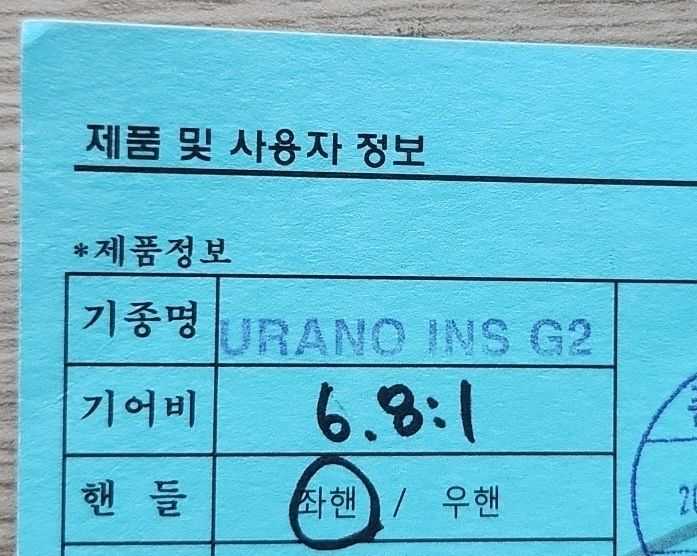 제품 및 사용자 정보
*제품정보
기종명 URANO INS G2
기어비 6.8:1
핸 들 좌핸 / 우핸